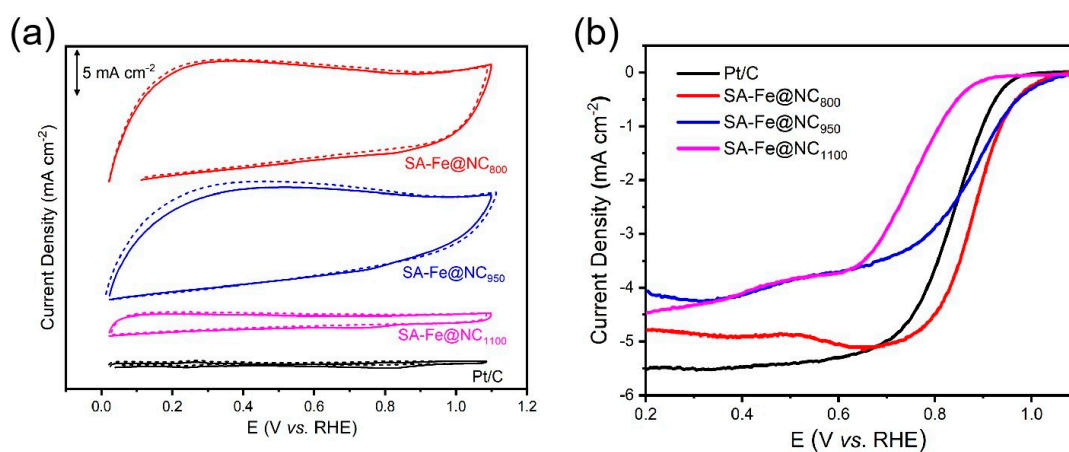 (a)
5 mA cm⁻²
SA-Fe@NC₈₀₀
SA-Fe@NC₉₅₀
SA-Fe@NC₁₁₀₀
Pt/C
Current Density (mA cm⁻²)
0.0 0.2 0.4 0.6 0.8 1.0 1.2
E (V vs. RHE)
(b)
Pt/C
SA-Fe@NC₈₀₀
SA-Fe@NC₉₅₀
SA-Fe@NC₁₁₀₀
0
-1
-2
-3
-4
-5
-6
Current Density (mA cm⁻²)
0.2 0.4 0.6 0.8 1.0
E (V vs. RHE)